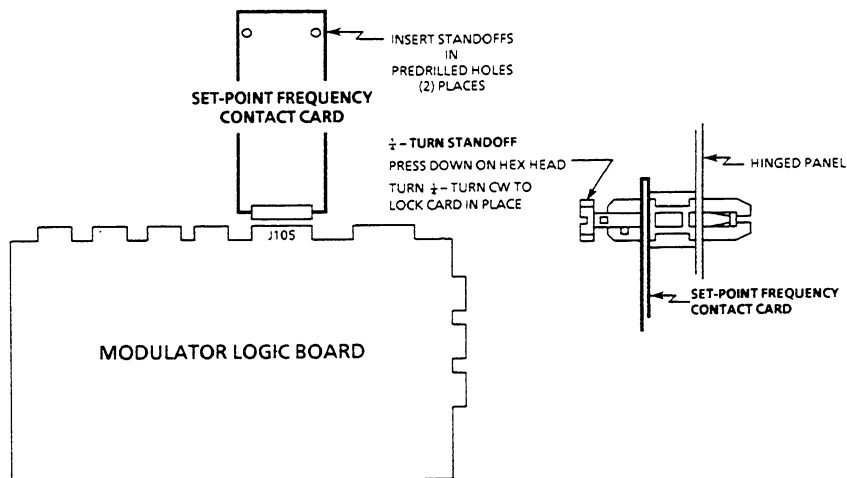 INSERT STANDOFFS
IN
PREDRILLED HOLES
(2) PLACES
SET-POINT FREQUENCY
CONTACT CARD
¼-TURN STANDOFF
PRESS DOWN ON HEX HEAD
TURN ¼-TURN CW TO
LOCK CARD IN PLACE
HINGED PANEL
J105
SET-POINT FREQUENCY
CONTACT CARD
MODULATOR LOGIC BOARD